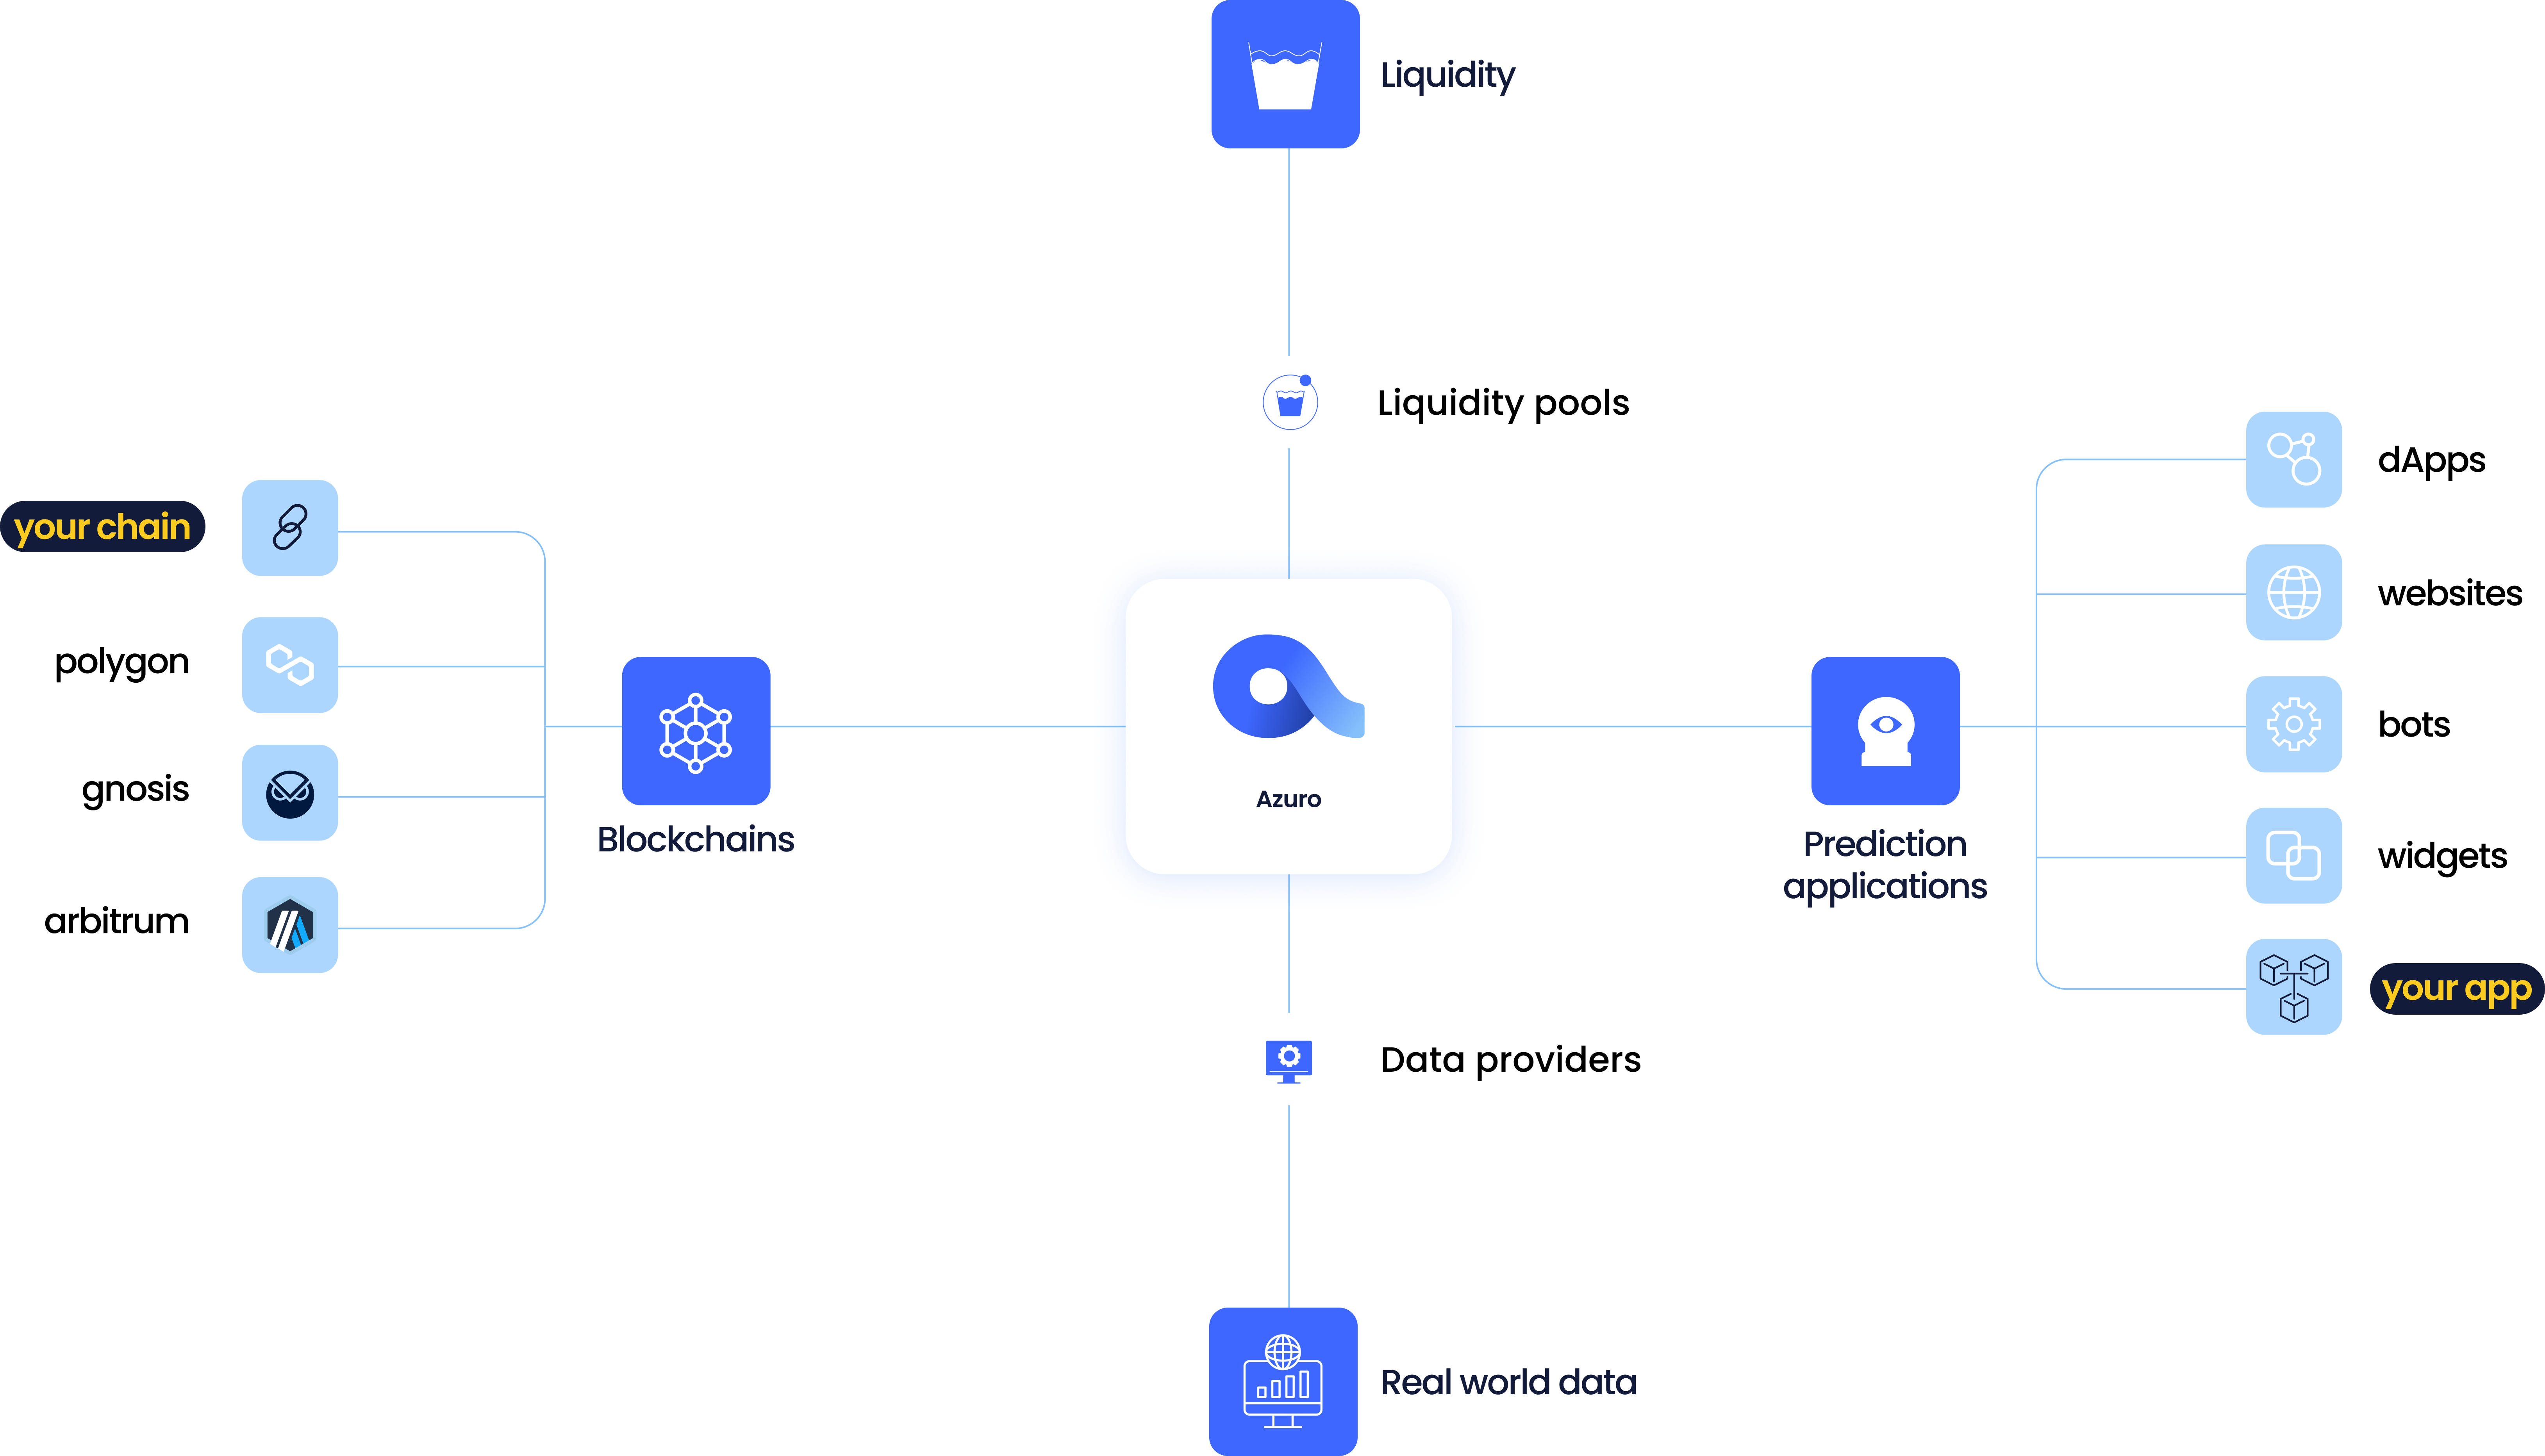 Liquidity
Liquidity pools
your chain
polygon
gnosis
arbitrum
Blockchains
Azuro
Prediction
applications
dApps
websites
bots
widgets
your app
Data providers
Real world data